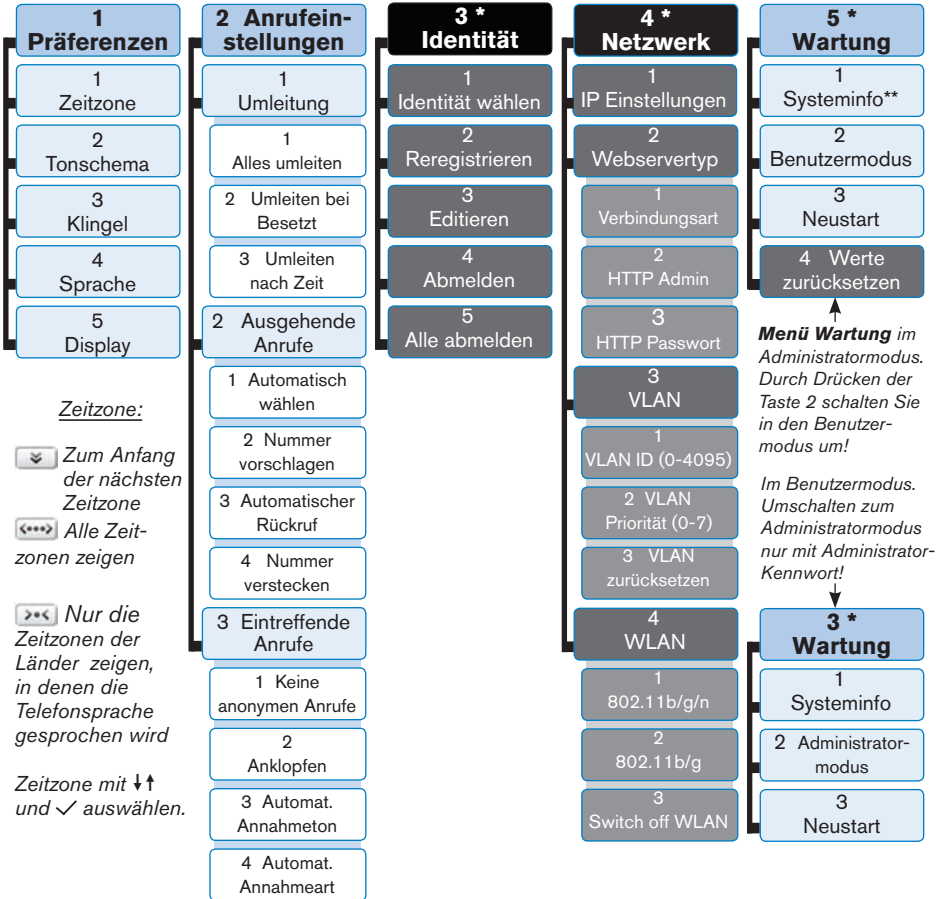 1
Präferenzen
1
Zeitzone
2
Tonschema
3
Klingel
4
Sprache
5
Display
Zeitzone:
Zum Anfang
der nächsten
Zeitzone
Alle Zeit-
zonen zeigen
Nur die
Zeitzonen der
Länder zeigen,
in denen die
Telefonsprache
gesprochen wird
Zeitzone mit ↓↑
und ✓ auswählen.
2 Anrufein-
stellungen
1
Umleitung
1
Alles umleiten
2 Umleiten bei
Besetzt
3 Umleiten
nach Zeit
2 Ausgehende
Anrufe
1 Automatisch
wählen
2 Nummer
vorschlagen
3 Automatischer
Rückruf
4 Nummer
verstecken
3 Eintreffende
Anrufe
1 Keine
anonymen Anrufe
2
Anklopfen
3 Automat.
Annahmeton
4 Automat.
Annahmeart
3 *
Identität
1
Identität wählen
2
Reregistrieren
3
Editieren
4
Abmelden
5
Alle abmelden
4 *
Netzwerk
1
IP Einstellungen
2
Webservertyp
1
Verbindungsart
2
HTTP Admin
3
HTTP Passwort
3
VLAN
1
VLAN ID (0-4095)
2 VLAN
Priorität (0-7)
3 VLAN
zurücksetzen
4
WLAN
1
802.11b/g/n
2
802.11b/g
3
Switch off WLAN
5 *
Wartung
1
Systeminfo**
2
Benutzermodus
3
Neustart
4 Werte
zurücksetzen
Menü Wartung im
Administratormodus.
Durch Drücken der
Taste 2 schalten Sie
in den Benutzer-
modus um!
Im Benutzermodus.
Umschalten zum
Administratormodus
nur mit Administrator-
Kennwort!
3 *
Wartung
1
Systeminfo
2 Administrator-
modus
3
Neustart